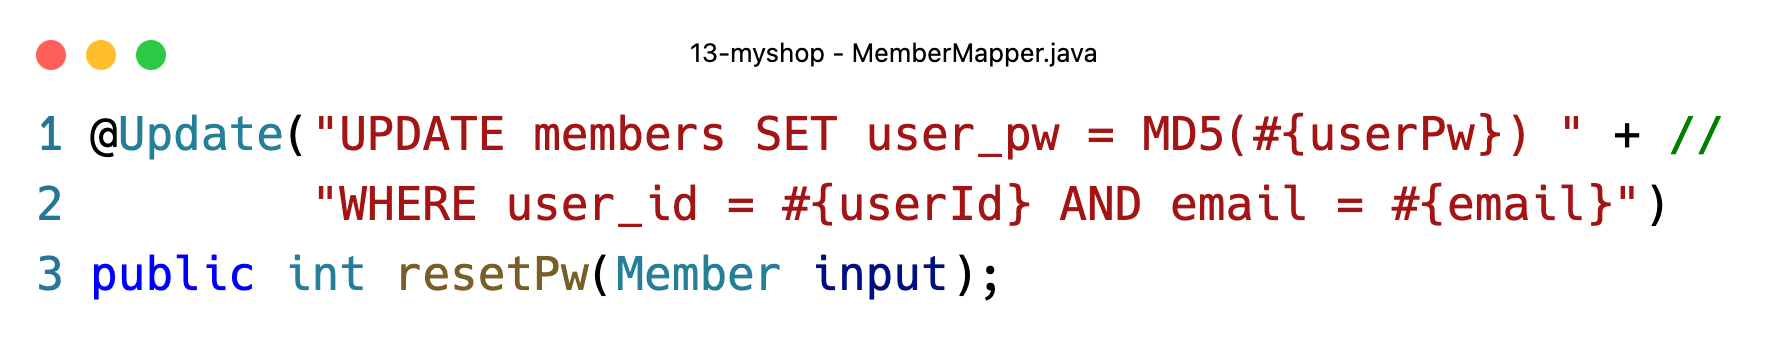 13-myshop - MemberMapper.java
1 @Update("UPDATE members SET user_pw = MD5(#{userPw}) " + //
2         "WHERE user_id = #{userId} AND email = #{email}")
3 public int resetPw(Member input);